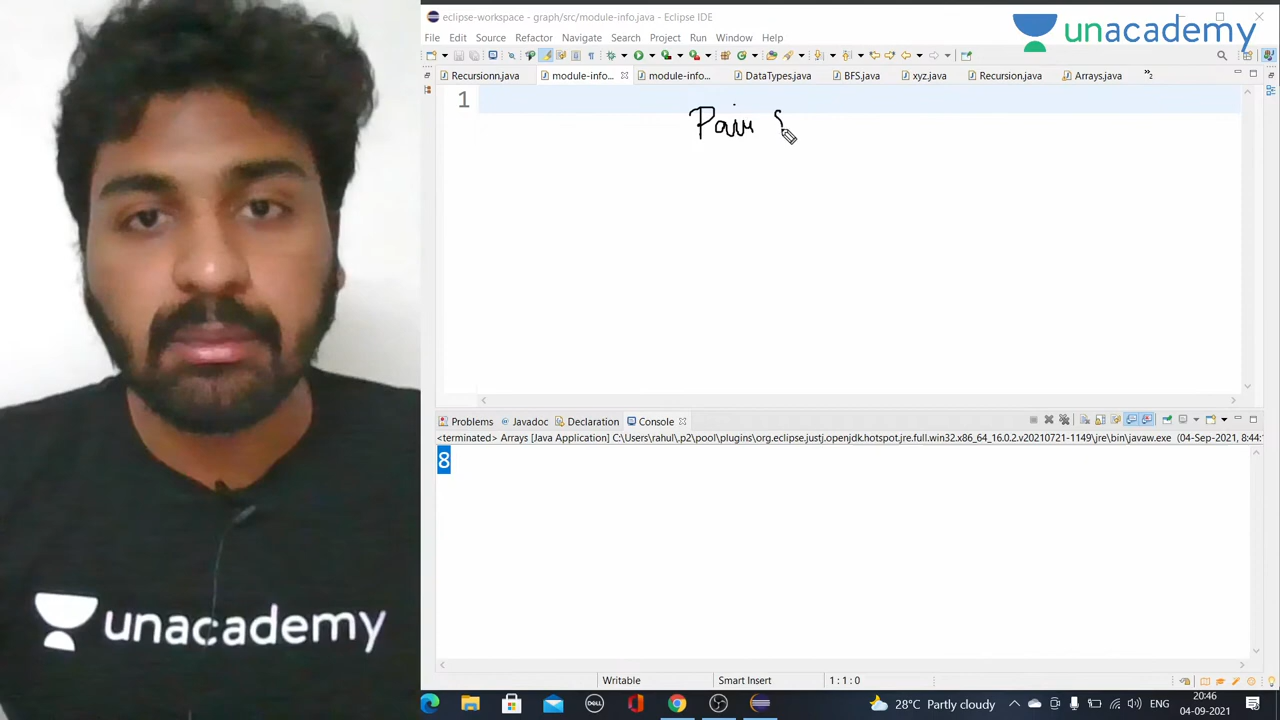 eclipse-workspace - graph/src/module-info.java - Eclipse IDE
unacademy
File Edit Source Refactor Navigate Search Project Run Window Help
Recursionn.java module-info... module-info... DataTypes.java BFS.java xyz.java Recursion.java Arrays.java
1
Pair S
Problems Javadoc Declaration Console
<terminated> Arrays [Java Application] C:\Users\rahul\.p2\pool\plugins\org.eclipse.justj.openjdk.hotspot.jre.full.win32.x86_64_16.0.2.v20210721-1149\jre\bin\javaw.exe (04-Sep-2021, 8:44:
8
unacademy
Writable Smart Insert 1 : 1 : 0
DELL
28°C Partly cloudy ENG 20:46
04-09-2021